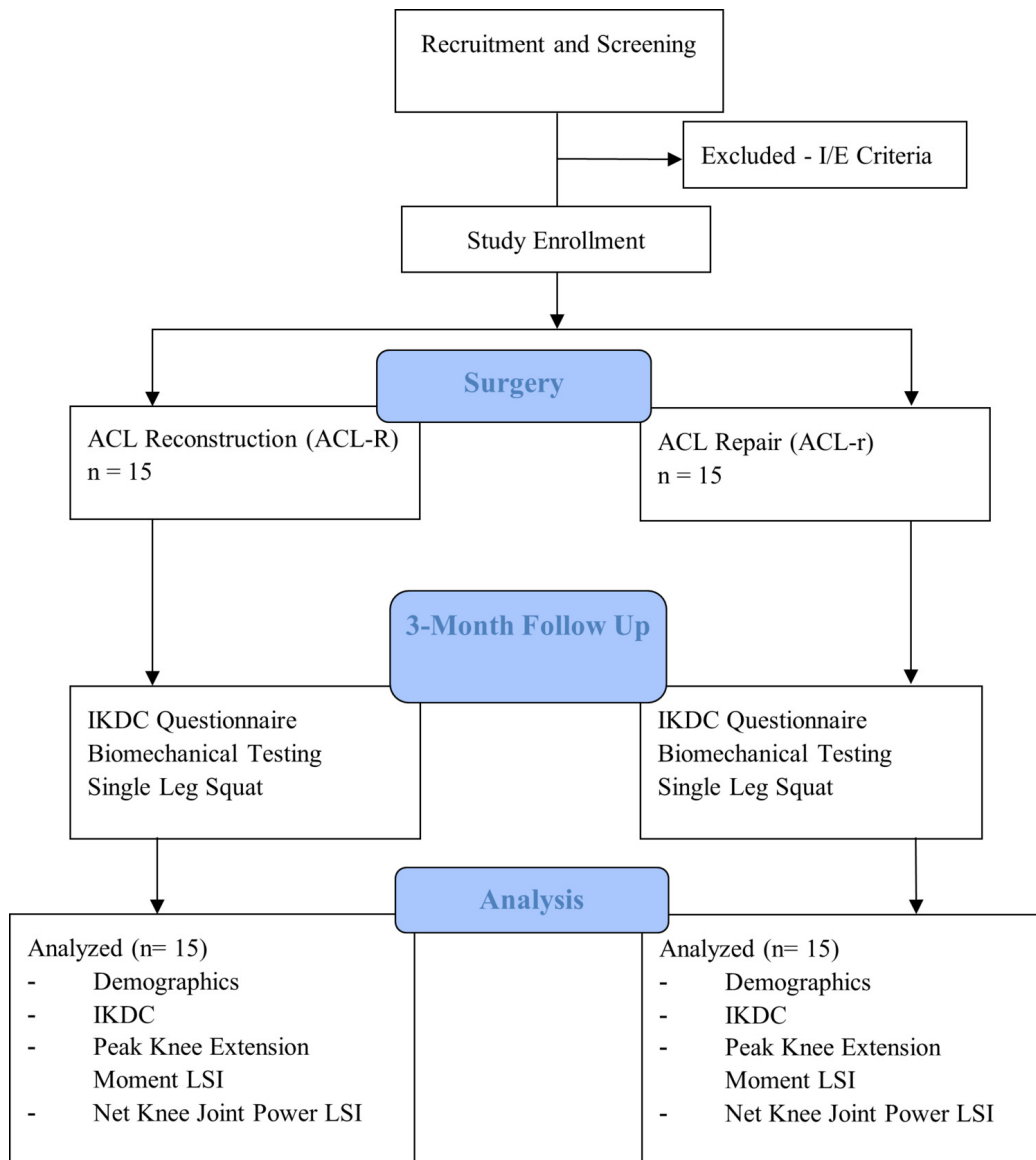 Recruitment and Screening
Excluded - I/E Criteria
Study Enrollment
Surgery
ACL Reconstruction (ACL-R)
n = 15
ACL Repair (ACL-r)
n = 15
3-Month Follow Up
IKDC Questionnaire
Biomechanical Testing
Single Leg Squat
IKDC Questionnaire
Biomechanical Testing
Single Leg Squat
Analysis
Analyzed (n= 15)
- Demographics
- IKDC
- Peak Knee Extension
Moment LSI
- Net Knee Joint Power LSI
Analyzed (n= 15)
- Demographics
- IKDC
- Peak Knee Extension
Moment LSI
- Net Knee Joint Power LSI